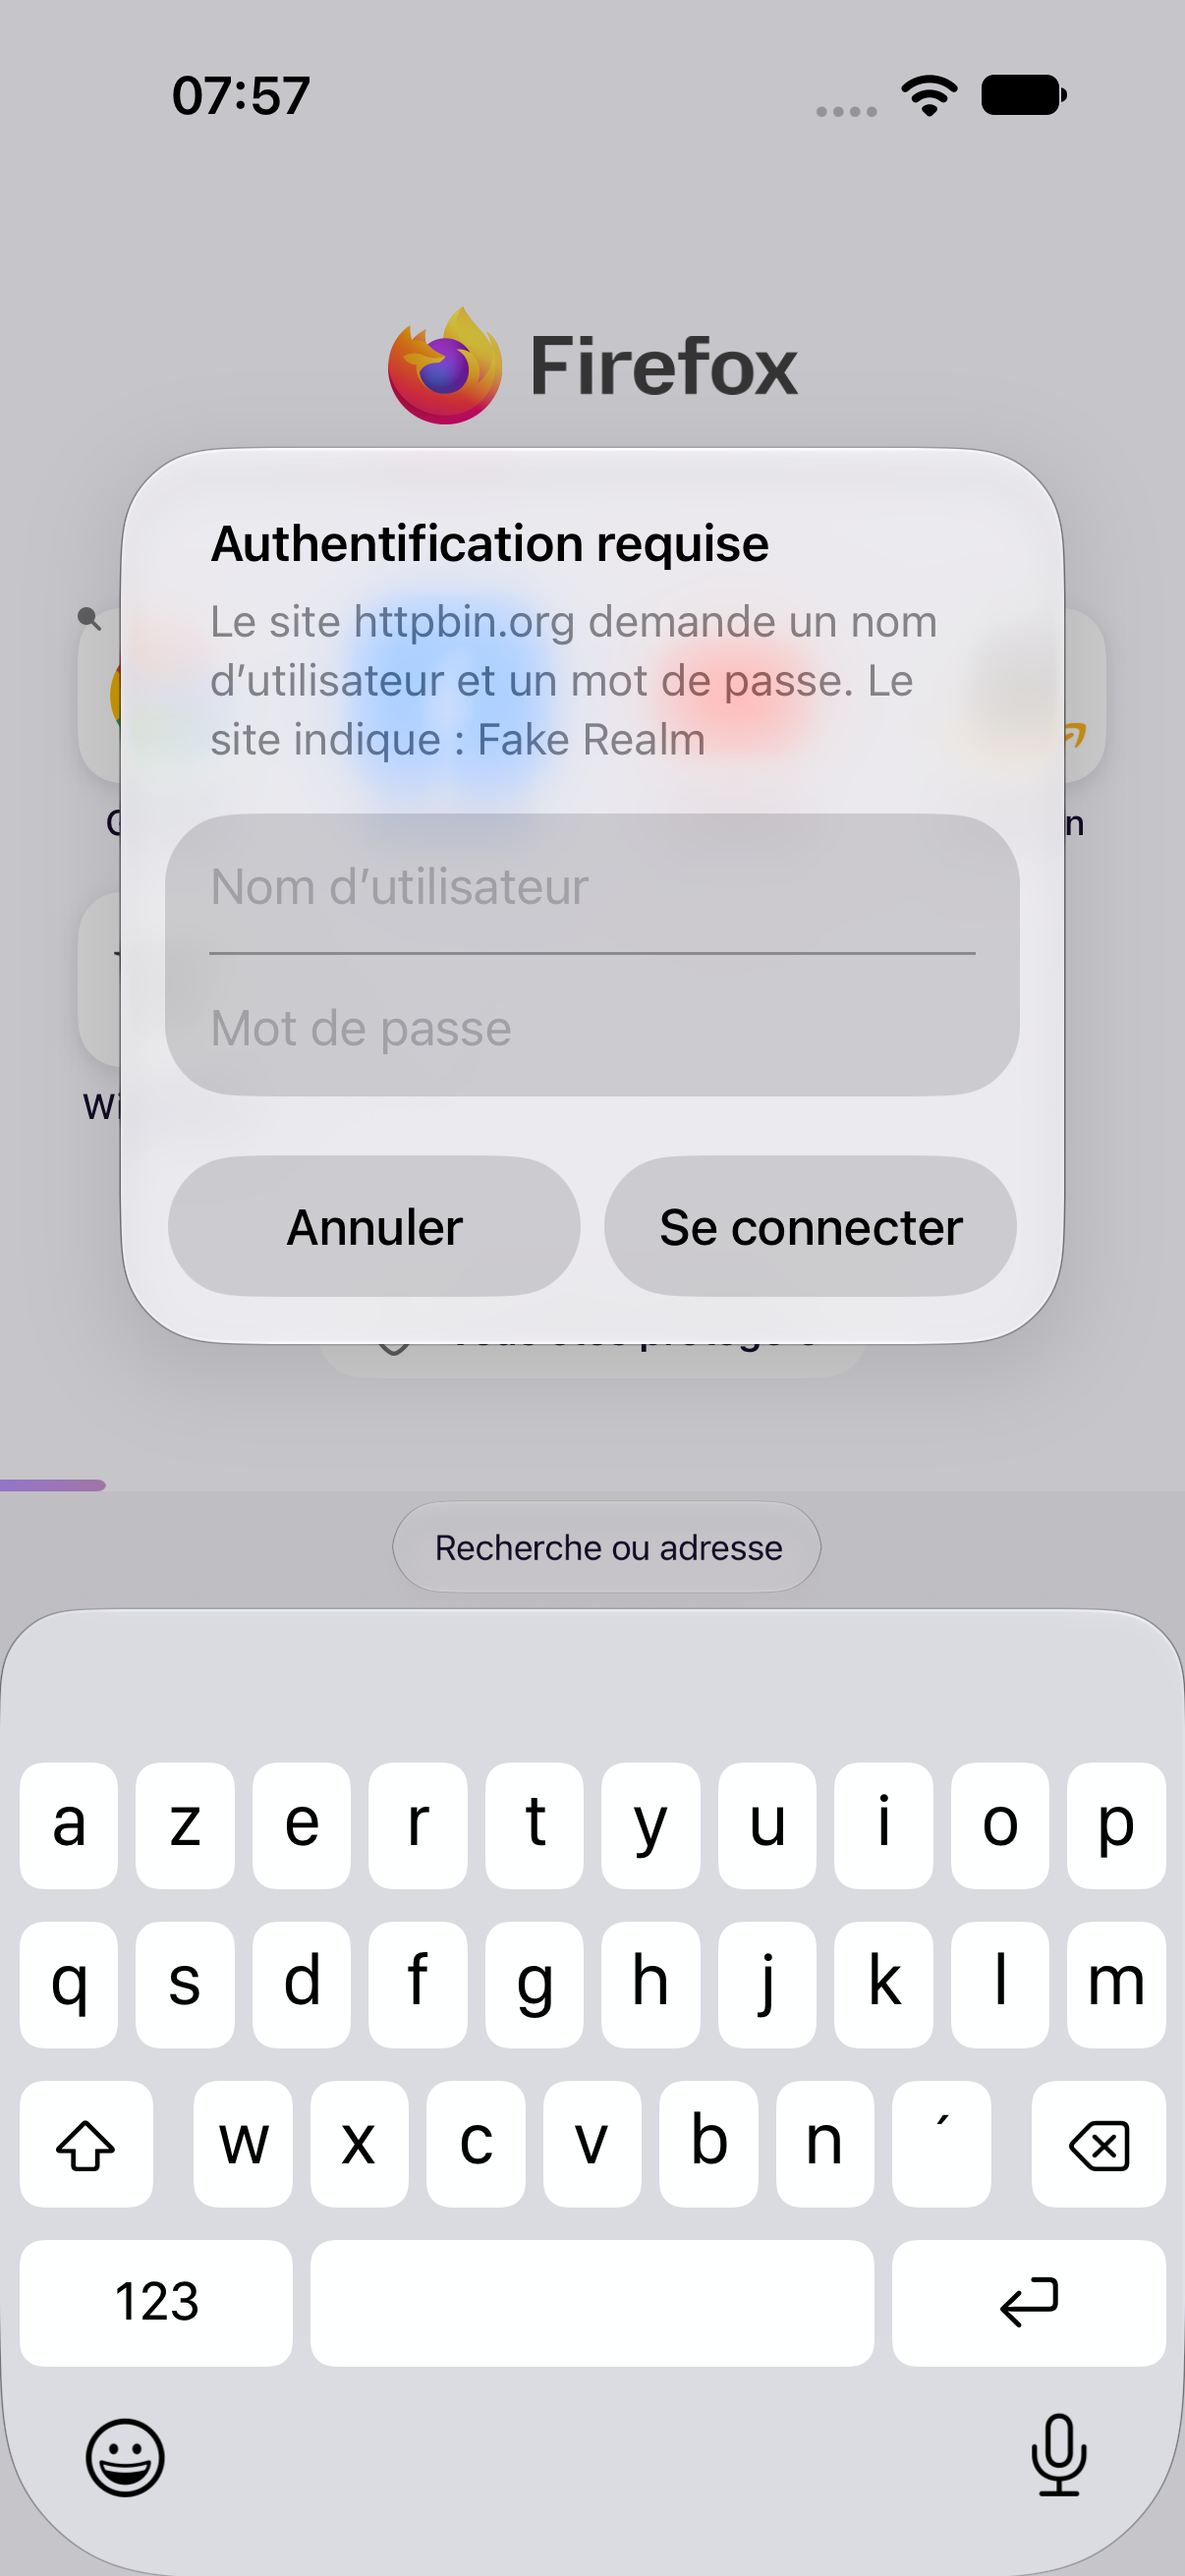 07:57
Firefox
Authentification requise
Le site httpbin.org demande un nom
d’utilisateur et un mot de passe. Le
site indique : Fake Realm
Nom d’utilisateur
Mot de passe
Annuler
Se connecter
Recherche ou adresse
a z e r t y u i o p
q s d f g h j k l m
w x c v b n ´
123